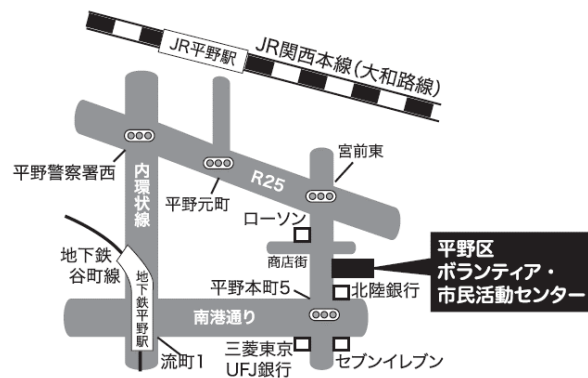 JR平野駅
JR関西本線(大和路線)
宮前東
平野警察署西
内環状線
R25
平野元町
ローソン
地下鉄
谷町線
商店街
平野区
ボランティア・
市民活動センター
地下鉄平野駅
平野本町5
北陸銀行
南港通り
流町1
三菱東京
UFJ銀行
セブンイレブン